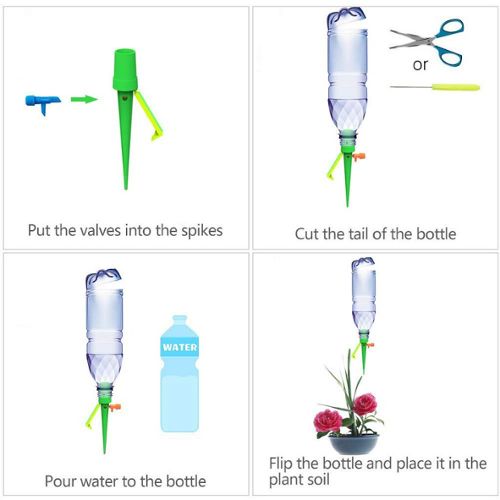 Put the valves into the spikes
or
Cut the tail of the bottle
WATER
Pour water to the bottle
Flip the bottle and place it in the
plant soil